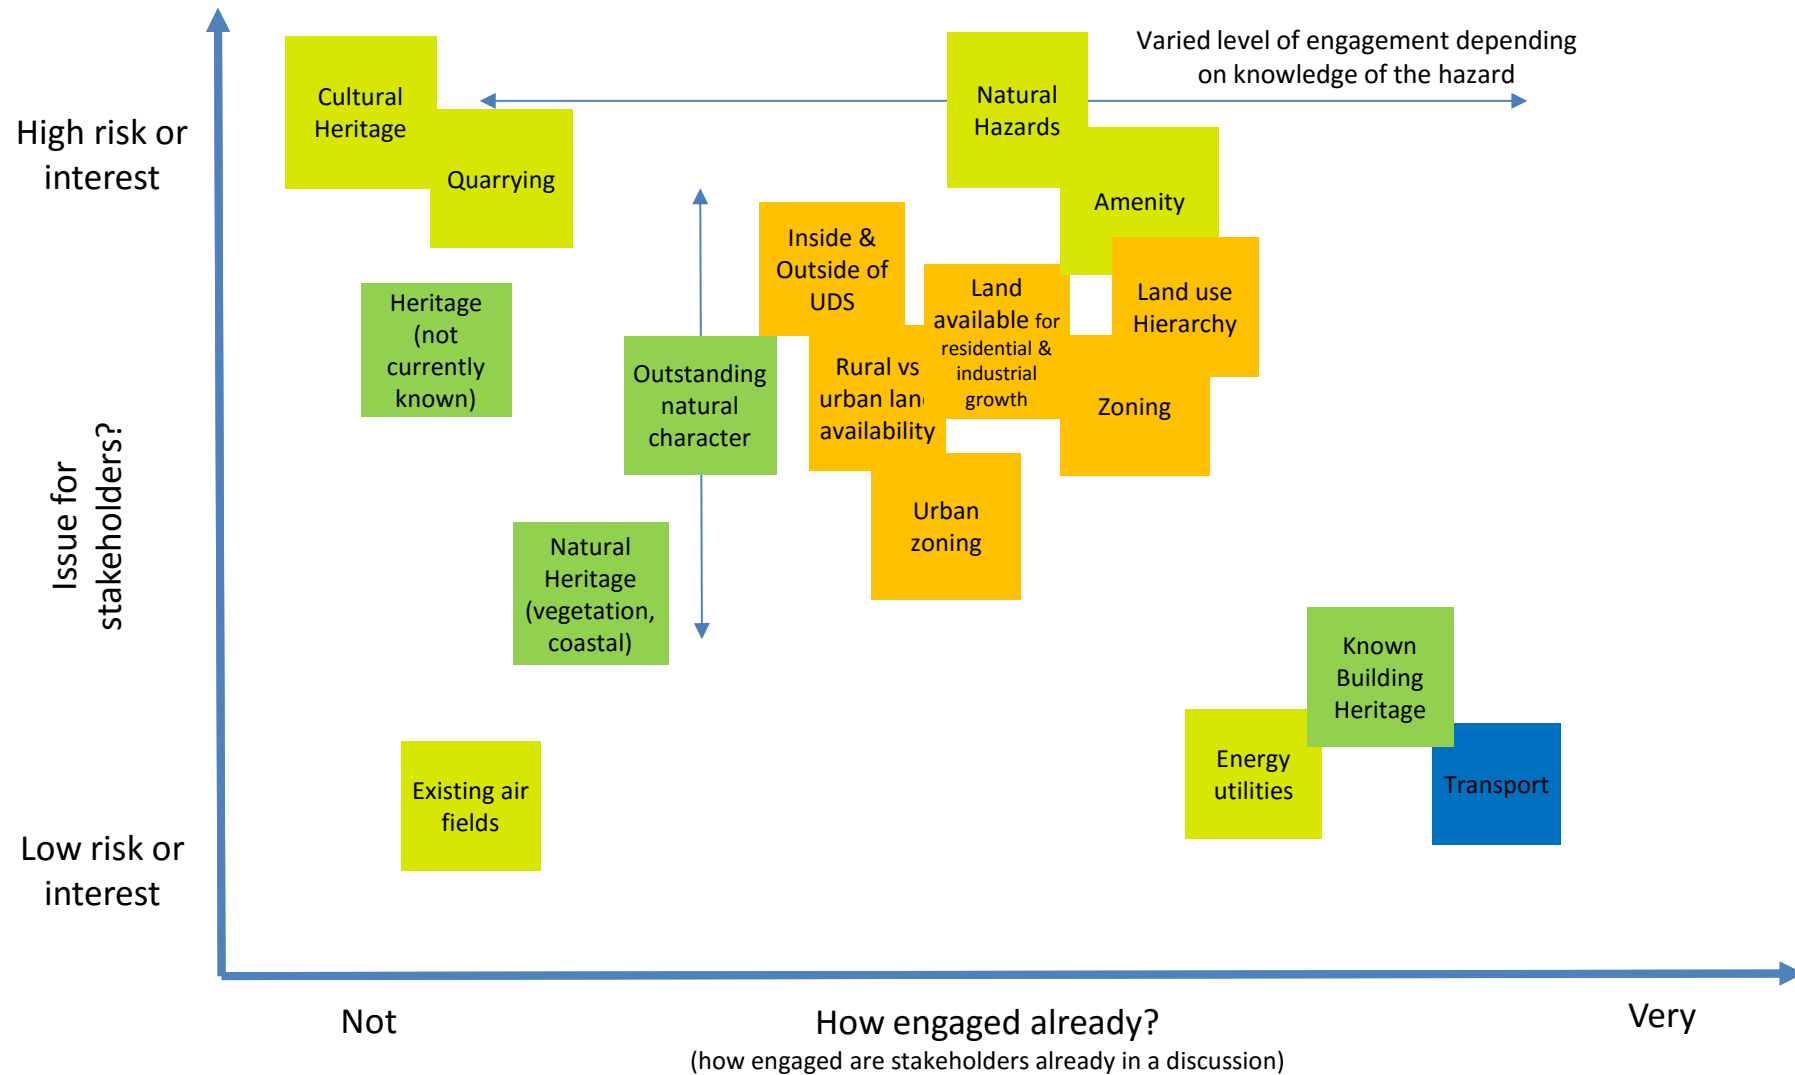 Varied level of engagement depending
on knowledge of the hazard
High risk or
interest
Cultural
Heritage
Quarrying
Natural
Hazards
Amenity
Inside &
Outside of
UDS
Land
available for
residential &
industrial
growth
Land use
Hierarchy
Heritage
(not
currently
known)
Outstanding
natural
character
Rural vs
urban lan
availability
Zoning
Urban
zoning
Issue for
stakeholders?
Natural
Heritage
(vegetation,
coastal)
Known
Building
Heritage
Energy
utilities
Transport
Existing air
fields
Low risk or
interest
Not
How engaged already?
Very
(how engaged are stakeholders already in a discussion)